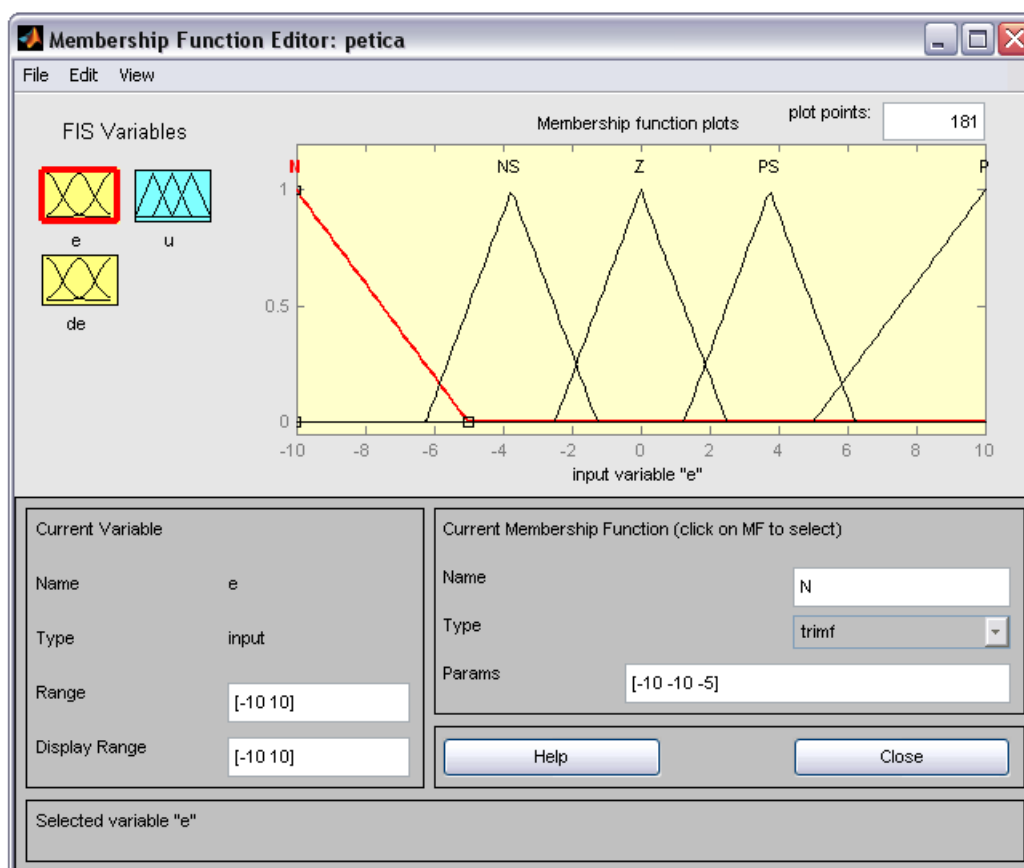 Membership Function Editor: petica
File Edit View
FIS Variables
e
u
de
Membership function plots
plot points:
181
N
NS
Z
PS
P
1
0.5
0
-10 -8 -6 -4 -2 0 2 4 6 8 10
input variable "e"
Current Variable
Name e
Type input
Range [-10 10]
Display Range [-10 10]
Current Membership Function (click on MF to select)
Name N
Type trimf
Params [-10 -10 -5]
Help Close
Selected variable "e"